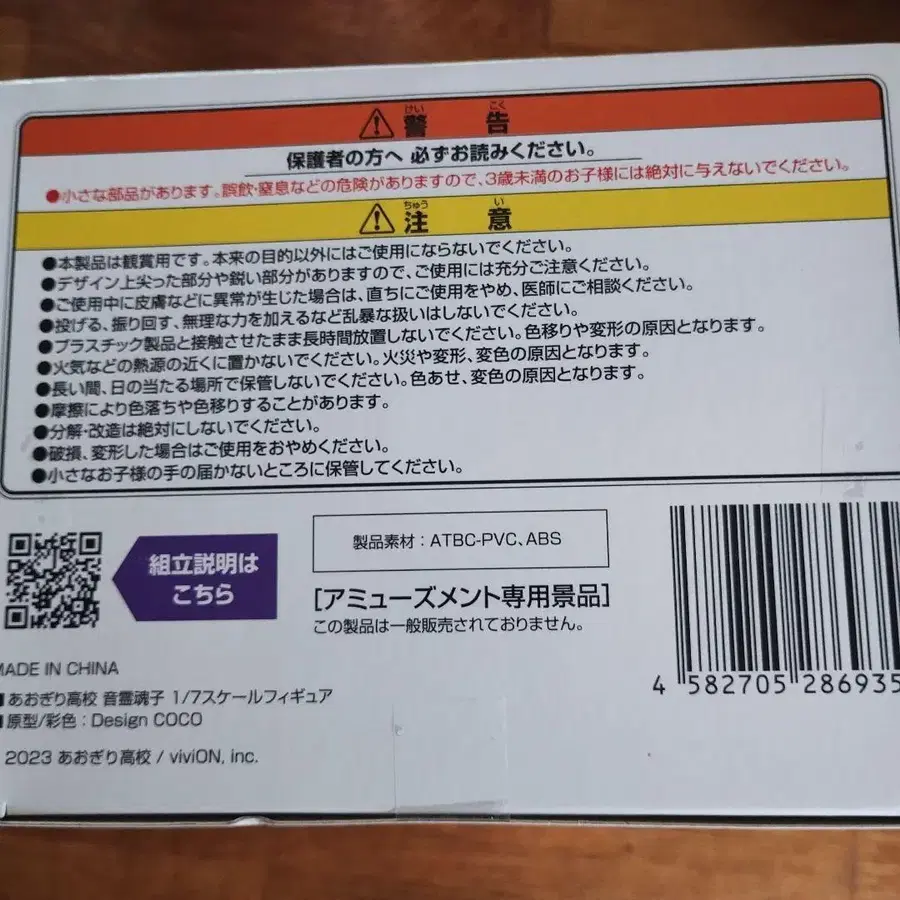 けい こく
⚠警 告
保護者の方へ 必ずお読みください。
●小さな部品があります。誤飲・窒息などの危険がありますので、3歳未満のお子様には絶対に与えないでください。
ちゅう い
⚠注 意
●本製品は観賞用です。本来の目的以外にはご使用にならないでください。
●デザイン上尖った部分や鋭い部分がありますので、ご使用には充分ご注意ください。
●ご使用中に皮膚などに異常が生じた場合は、直ちにご使用をやめ、医師にご相談ください。
●投げる、振り回す、無理な力を加えるなど乱暴な扱いはしないでください。
●プラスチック製品と接触させたまま長時間放置しないでください。色移りや変形の原因となります。
●火気などの熱源の近くに置かないでください。火災や変形、変色の原因となります。
●長い間、日の当たる場所で保管しないでください。色あせ、変色の原因となります。
●摩擦により色落ちや色移りすることがあります。
●分解・改造は絶対にしないでください。
●破損、変形した場合はご使用をおやめください。
●小さなお子様の手の届かないところに保管してください。
組立説明は
こちら
製品素材：ATBC-PVC、ABS
[アミューズメント専用景品]
この製品は一般販売されておりません。
MADE IN CHINA
■あおぎり高校 音霊魂子 1/7スケールフィギュア
■原型/彩色：Design COCO
2023 あおぎり高校 / viviON, inc.
4 582705 286935